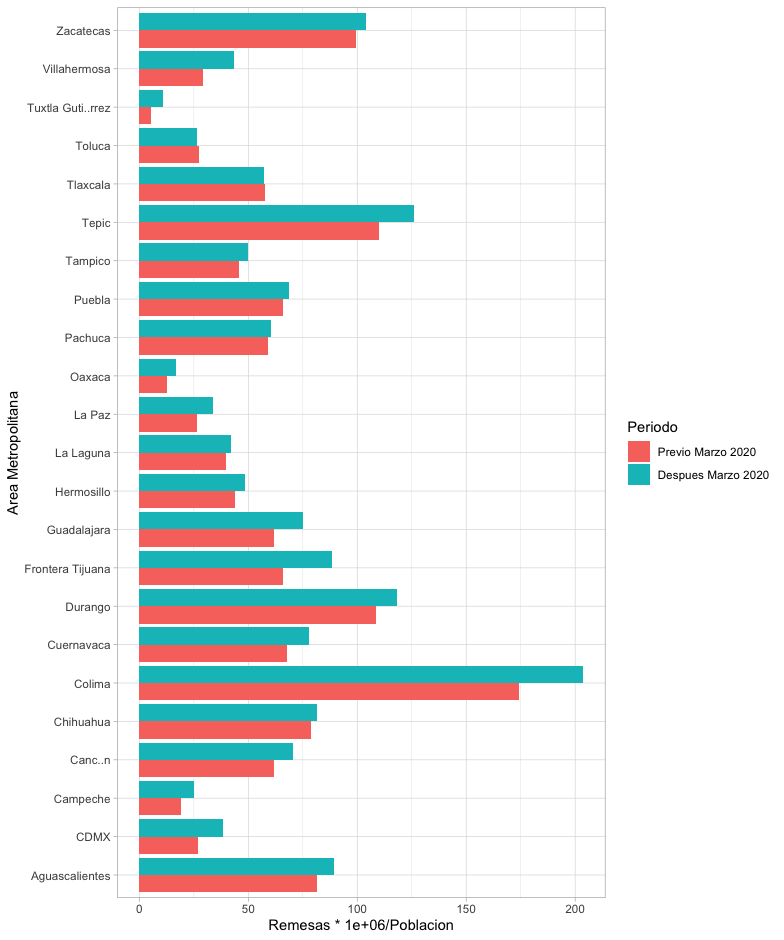 Zacatecas
Villahermosa
Tuxtla Guti..rrez
Toluca
Tlaxcala
Tepic
Tampico
Puebla
Pachuca
Oaxaca
La Paz
La Laguna
Hermosillo
Guadalajara
Frontera Tijuana
Durango
Cuernavaca
Colima
Chihuahua
Canc..n
Campeche
CDMX
Aguascalientes
Area Metropolitana
0 50 100 150 200
Remesas * 1e+06/Poblacion
Periodo
Previo Marzo 2020
Despues Marzo 2020